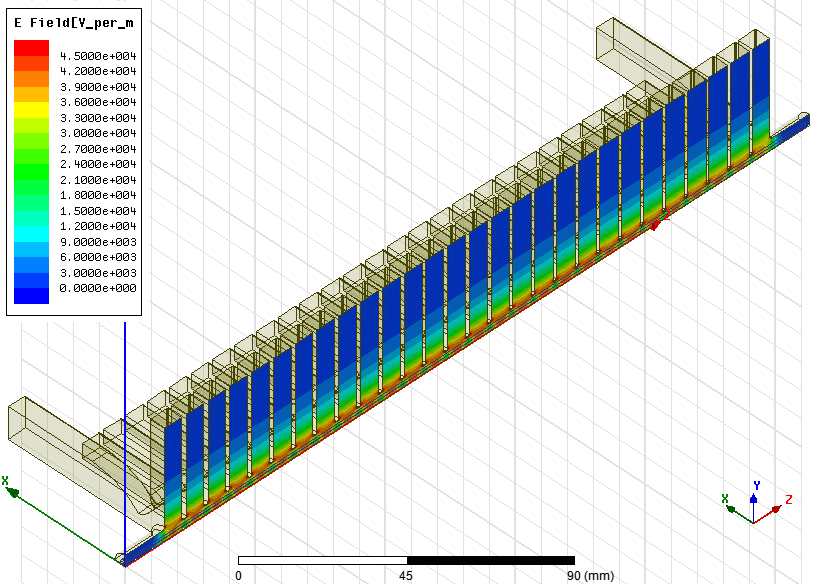 E Field[V_per_m
4.5000e+004
4.2000e+004
3.9000e+004
3.6000e+004
3.3000e+004
3.0000e+004
2.7000e+004
2.4000e+004
2.1000e+004
1.8000e+004
1.5000e+004
1.2000e+004
9.0000e+003
6.0000e+003
3.0000e+003
0.0000e+000
X
Y
X
Z
0
45
90 (mm)